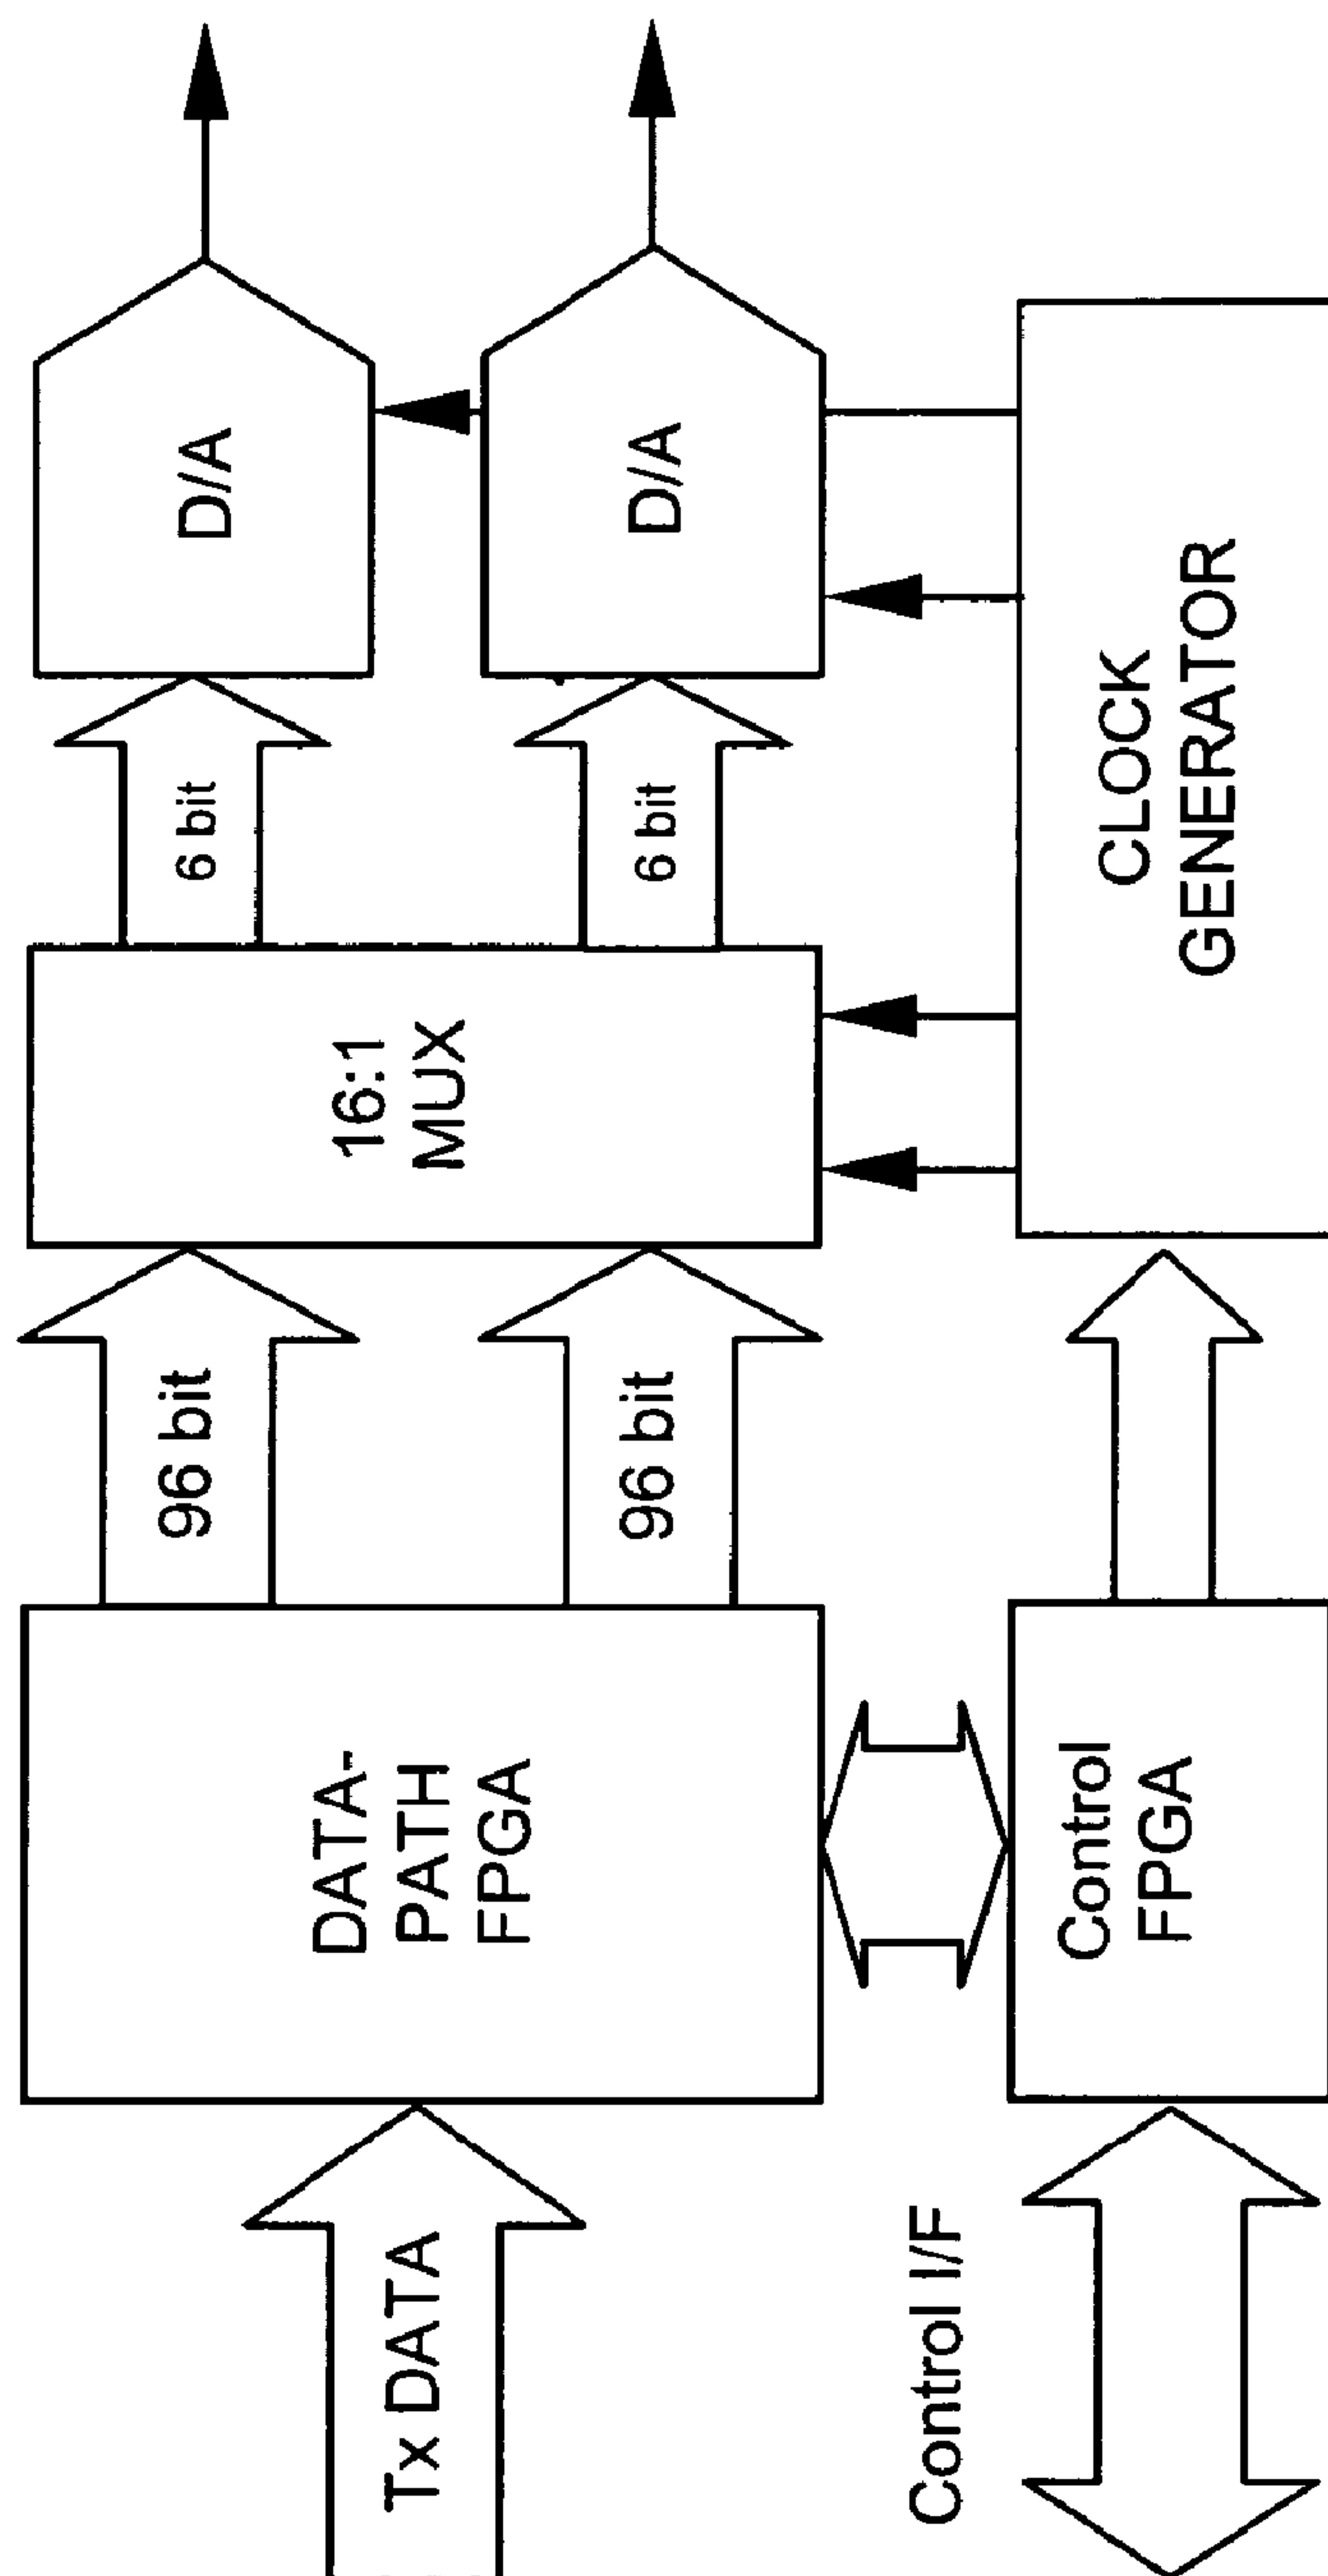 Tx DATA
DATA-
PATH
FPGA
96 bit
96 bit
16:1
MUX
6 bit
6 bit
D/A
D/A
Control I/F
Control
FPGA
CLOCK
GENERATOR